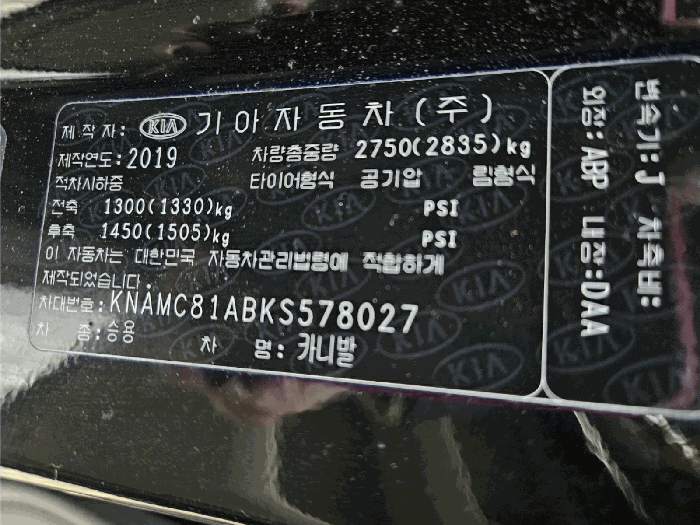 제 작 자: KIA 기아자동차(주)
제작연도:2019 차량총중량 2750(2835)kg
적차시하중 타이어형식 공기압 림형식
전축 1300(1330)kg PSI
후축 1450(1505)kg PSI
이 자동차는 대한민국 자동차관리법령에 적합하게
제작되었습니다.
차대번호:KNAMC81ABKS578027
차 종:승용 차 명:카니발
변속기:J 차축비:
외장:ABP 내장:DAA